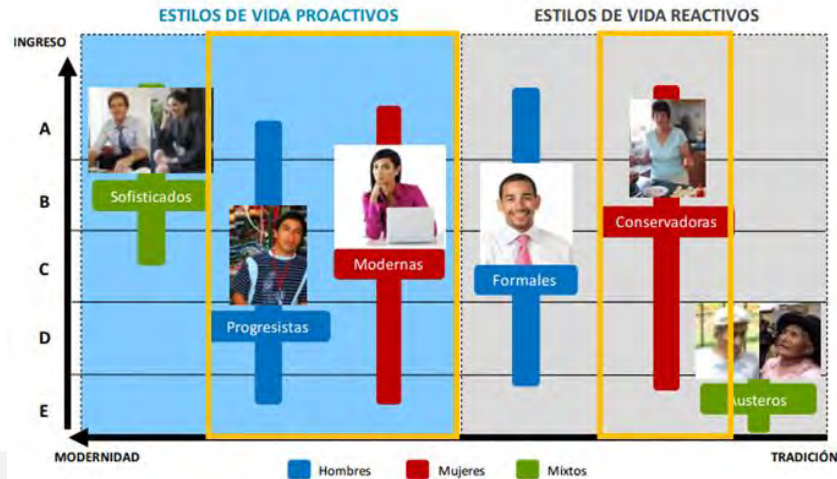 ESTILOS DE VIDA PROACTIVOS
ESTILOS DE VIDA REACTIVOS
INGRESO
A
B
C
D
E
Sofisticados
Progresistas
Modernas
Formales
Conservadoras
Austeros
MODERNIDAD
TRADICIÓN
Hombres
Mujeres
Mixtos